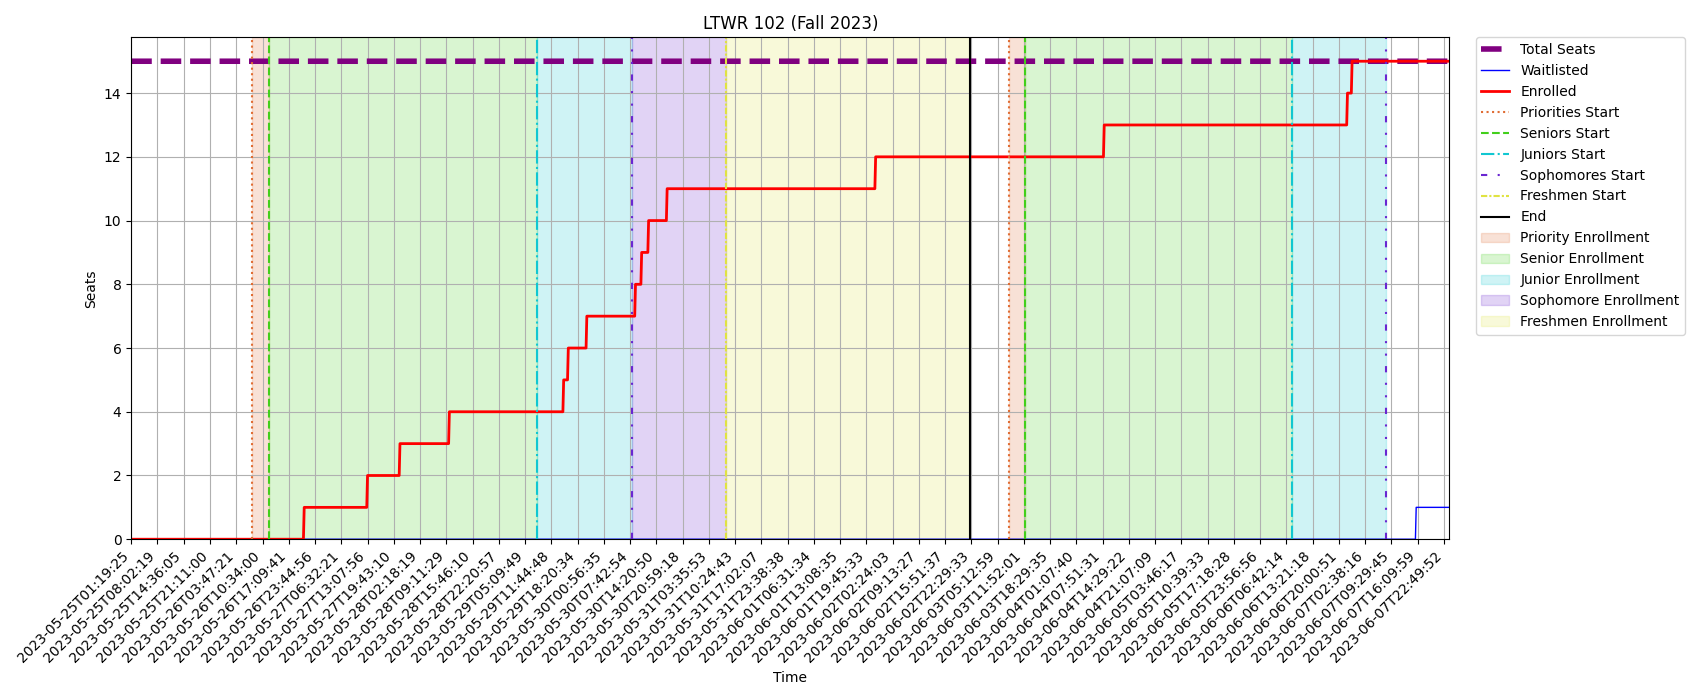 LTWR 102 (Fall 2023)
Seats
14
12
10
8
6
4
2
0
2023-05-25T01:19:25
2023-05-25T08:02:19
2023-05-25T14:36:05
2023-05-25T21:11:00
2023-05-26T03:47:21
2023-05-26T10:34:00
2023-05-26T17:09:41
2023-05-26T23:44:56
2023-05-27T06:32:21
2023-05-27T13:07:56
2023-05-27T19:43:10
2023-05-28T02:18:19
2023-05-28T09:11:29
2023-05-28T15:46:10
2023-05-28T22:20:57
2023-05-29T05:09:49
2023-05-29T11:44:48
2023-05-29T18:20:34
2023-05-30T00:56:35
2023-05-30T07:42:54
2023-05-30T14:20:50
2023-05-30T20:59:18
2023-05-31T03:35:53
2023-05-31T10:24:43
2023-05-31T17:02:07
2023-05-31T23:38:38
2023-06-01T06:31:34
2023-06-01T13:08:35
2023-06-01T19:45:33
2023-06-02T02:24:03
2023-06-02T09:13:27
2023-06-02T15:51:37
2023-06-02T22:29:33
2023-06-03T05:12:59
2023-06-03T11:52:01
2023-06-03T18:29:35
2023-06-04T01:07:40
2023-06-04T07:51:31
2023-06-04T14:29:22
2023-06-04T21:07:09
2023-06-05T03:46:17
2023-06-05T10:39:33
2023-06-05T17:18:28
2023-06-05T23:56:56
2023-06-06T06:42:14
2023-06-06T13:21:18
2023-06-06T20:00:51
2023-06-07T02:38:16
2023-06-07T09:29:45
2023-06-07T16:09:59
2023-06-07T22:49:52
Time
Total Seats
Waitlisted
Enrolled
Priorities Start
Seniors Start
Juniors Start
Sophomores Start
Freshmen Start
End
Priority Enrollment
Senior Enrollment
Junior Enrollment
Sophomore Enrollment
Freshmen Enrollment